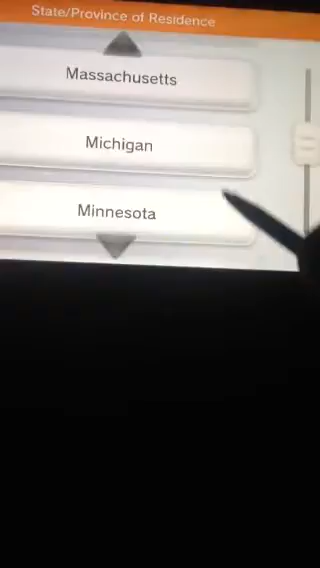 State/Province of Residence
Massachusetts
Michigan
Minnesota